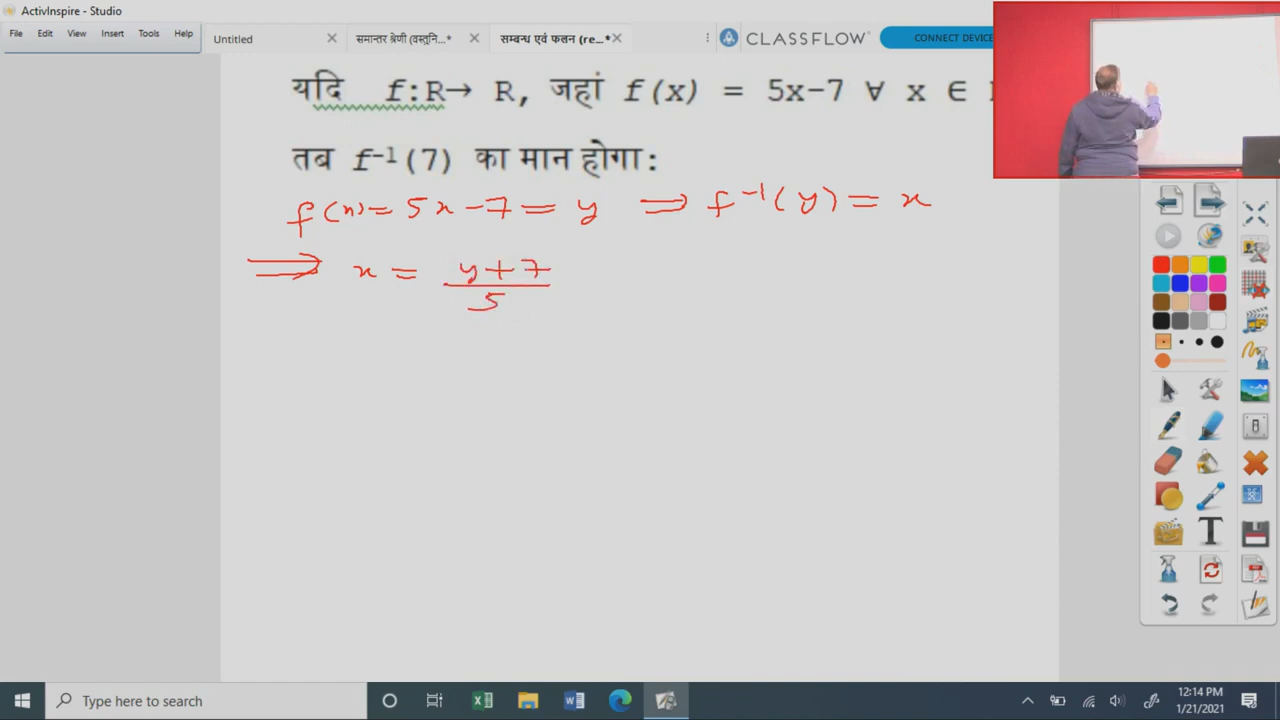 ActivInspire - Studio
File Edit View Insert Tools Help
Untitled
समान्तर श्रेणी (वस्तुनि...*
सम्बन्ध एवं फलन (re...*
CLASSFLOW
CONNECT DEVICE
यदि f:R→ R, जहां f(x) = 5x-7 ∀ x ∈
तब f⁻¹(7) का मान होगा:
f(x) = 5x - 7 = y ⇒ f⁻¹(y) = x
⇒ x = y+7
5
Type here to search
12:14 PM
1/21/2021